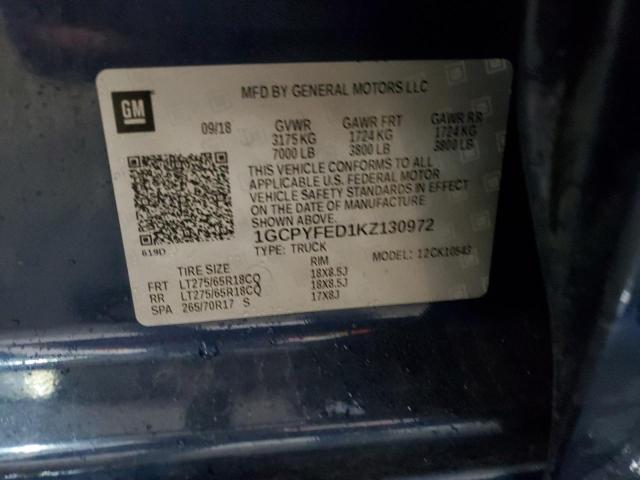 GM
MFD BY GENERAL MOTORS LLC
09/18 GVWR GAWR FRT GAWR RR
3175 KG 1724 KG 1724 KG
7000 LB 3800 LB 3800 LB
THIS VEHICLE CONFORMS TO ALL
APPLICABLE U.S. FEDERAL MOTOR
VEHICLE SAFETY STANDARDS IN EFFECT
ON THE DATE OF MANUFACTURE
SHOWN ABOVE.
619D 1GCPYFED1KZ130972
TYPE: TRUCK MODEL: 12CK10543
TIRE SIZE RIM
FRT LT275/65R18CQ 18X8.5J
RR LT275/65R18CQ 18X8.5J
SPA 265/70R17 S 17X8J